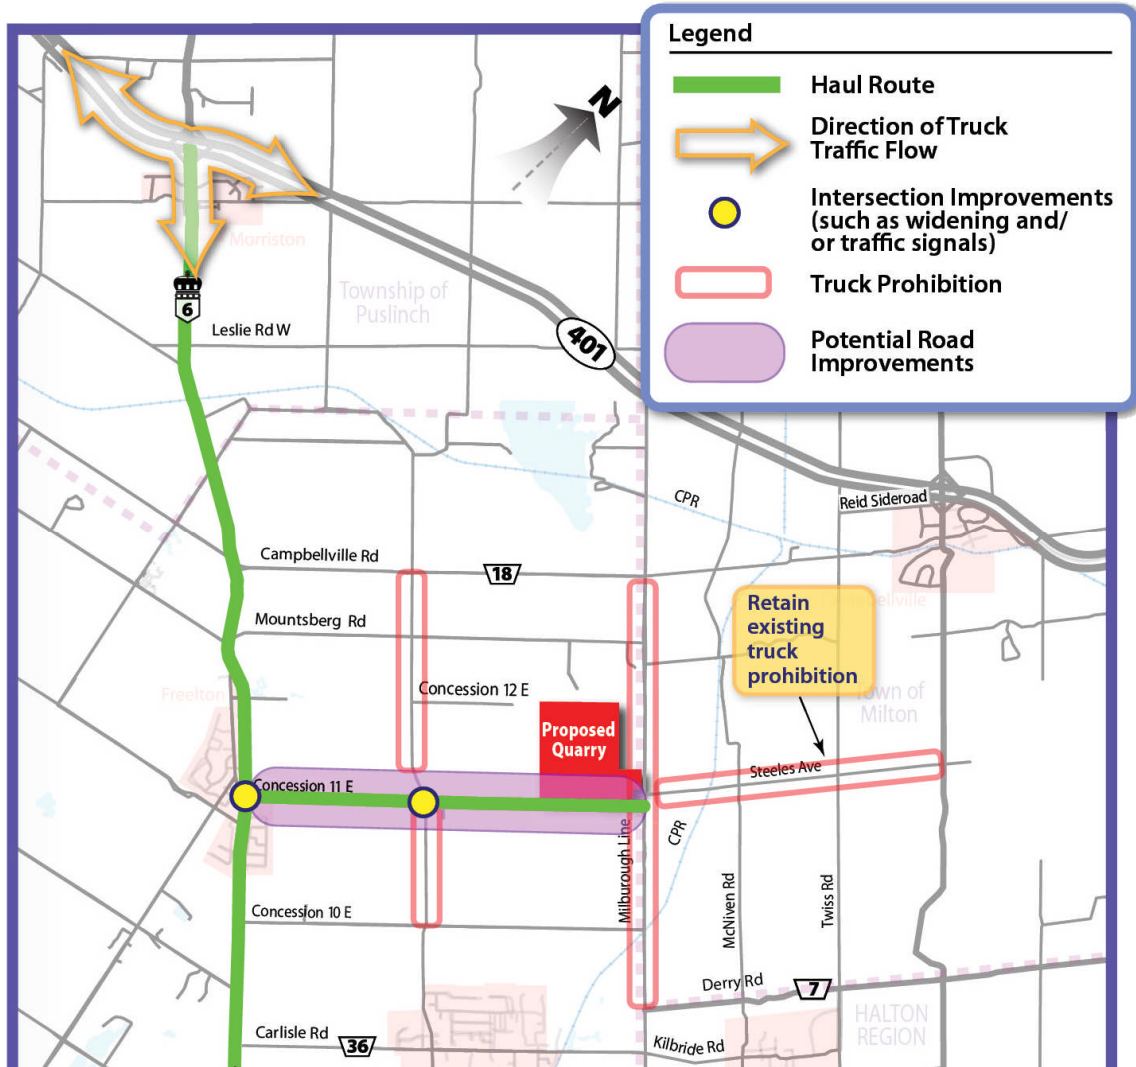 Legend
Haul Route
Direction of Truck
Traffic Flow
Intersection Improvements
(such as widening and/
or traffic signals)
Truck Prohibition
Potential Road
Improvements
N
Morriston
6
Township of
Puslinch
Leslie Rd W
401
CPR
Reid Sideroad
Campbellville Rd
18
Retain
existing
truck
prohibition
Campbellville
Mountsberg Rd
Freelton
Concession 12 E
Town of
Milton
Proposed
Quarry
Steeles Ave
Concession 11 E
CPR
Milburough Line
McNiven Rd
Twiss Rd
Concession 10 E
Derry Rd
7
HALTON
REGION
Carlisle Rd
36
Kilbride Rd